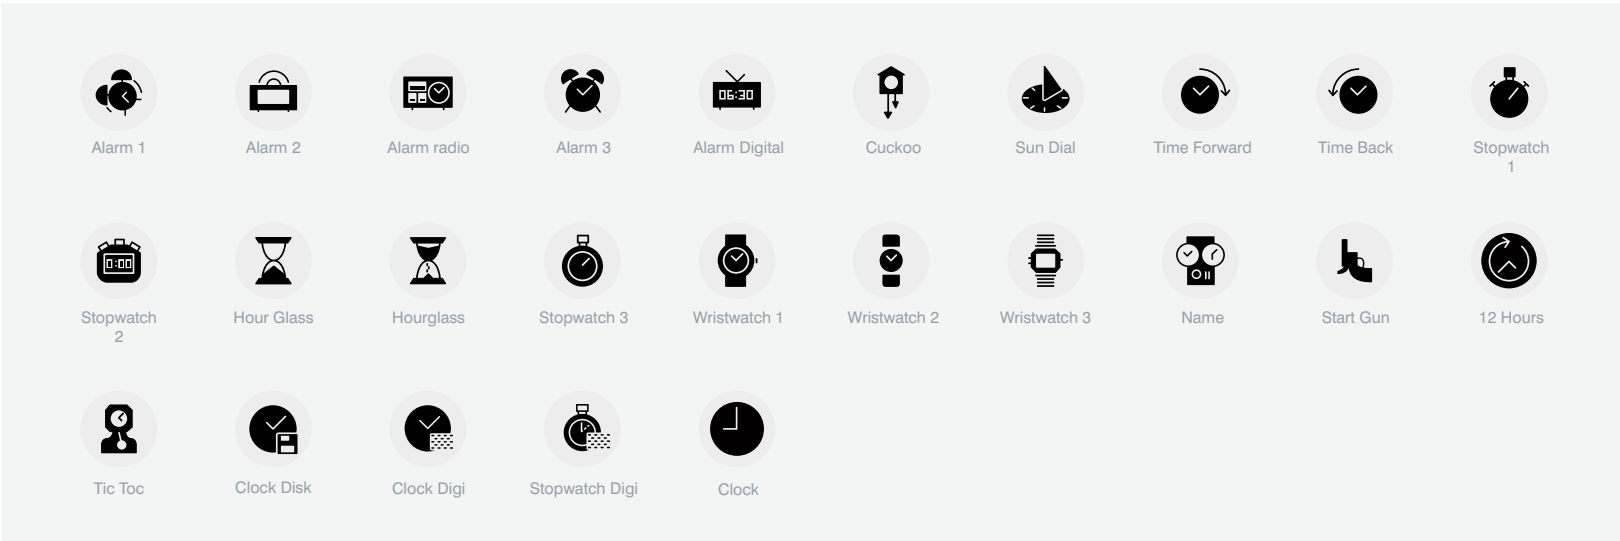 06:30
Alarm 1
Alarm 2
Alarm radio
Alarm 3
Alarm Digital
Cuckoo
Sun Dial
Time Forward
Time Back
Stopwatch
1
0:00
Stopwatch
2
Hour Glass
Hourglass
Stopwatch 3
Wristwatch 1
Wristwatch 2
Wristwatch 3
Name
Start Gun
12 Hours
Tic Toc
Clock Disk
Clock Digi
Stopwatch Digi
Clock